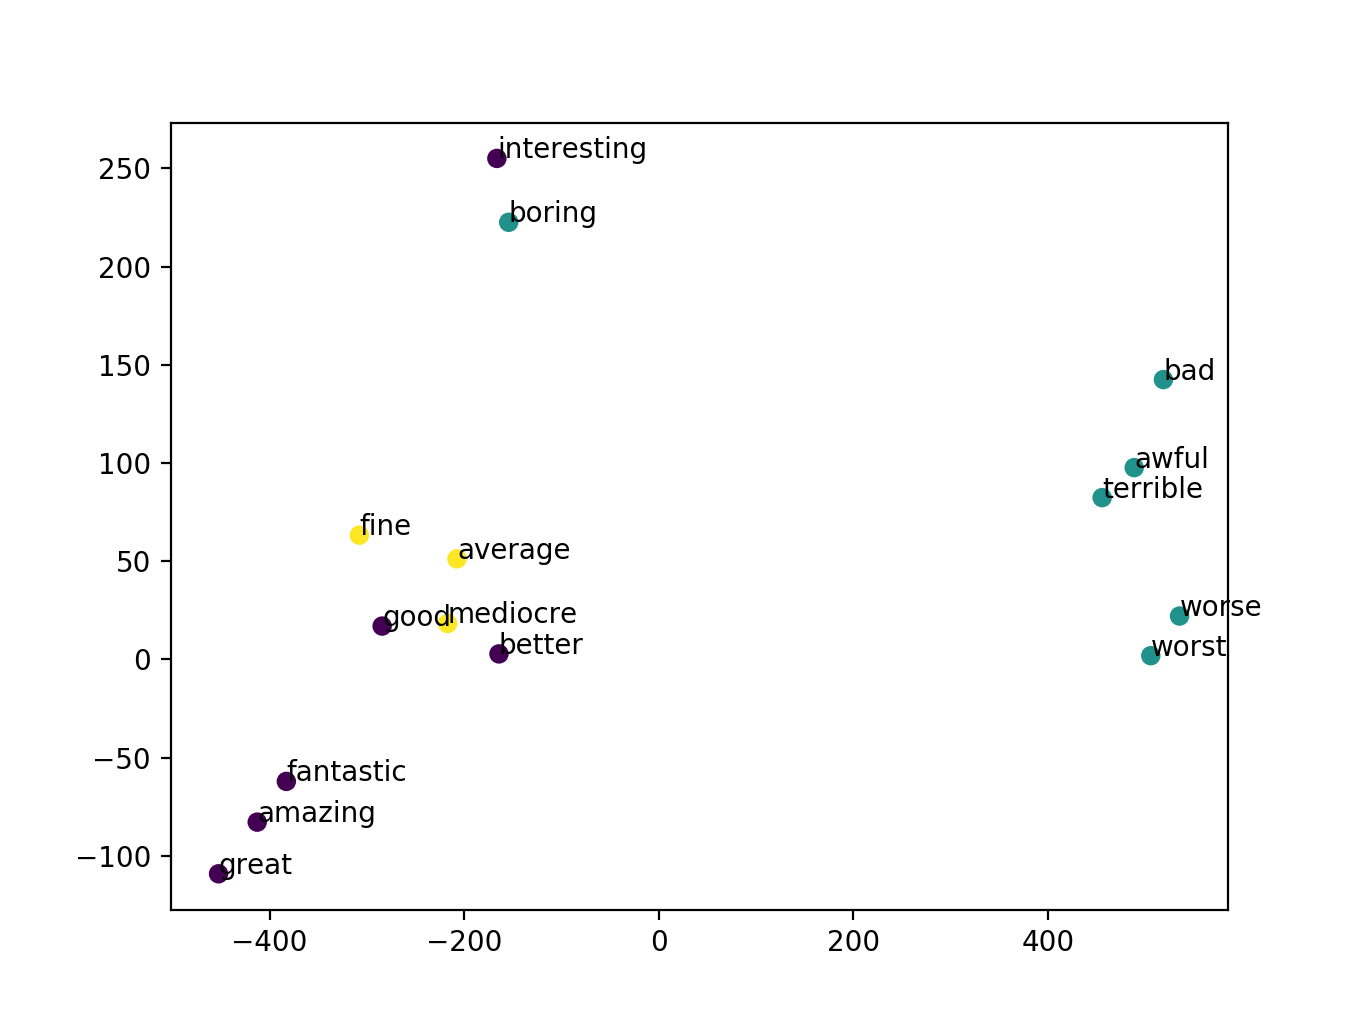 interesting
250
boring
200
150
bad
100
awful
terrible
fine
50
average
good
mediocre
worse
better
worst
0
−50
fantastic
amazing
−100
great
−400
−200
0
200
400